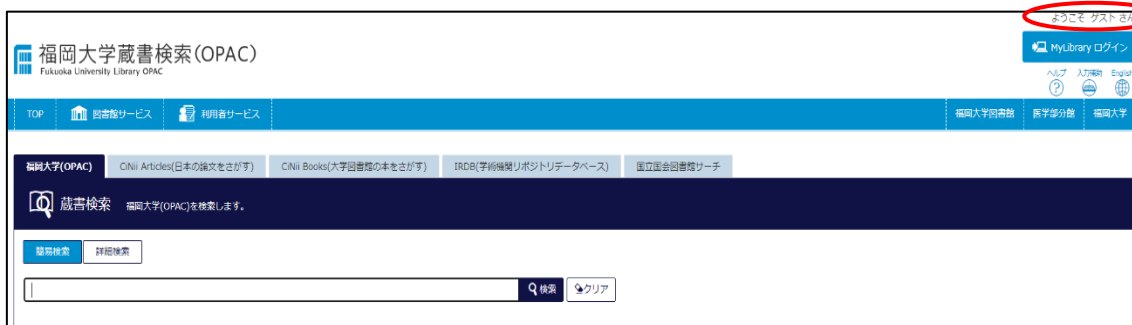 ようこそ ゲスト さん
福岡大学蔵書検索(OPAC)
Fukuoka University Library OPAC
MyLibrary ログイン
ヘルプ 入力補助 English
TOP 図書館サービス 利用者サービス 福岡大学図書館 医学部分館 福岡大学
福岡大学(OPAC) CiNii Articles(日本の論文をさがす) CiNii Books(大学図書館の本をさがす) IRDB(学術機関リポジトリデータベース) 国立国会図書館サーチ
蔵書検索 福岡大学(OPAC)を検索します。
簡易検索 詳細検索
検索 クリア